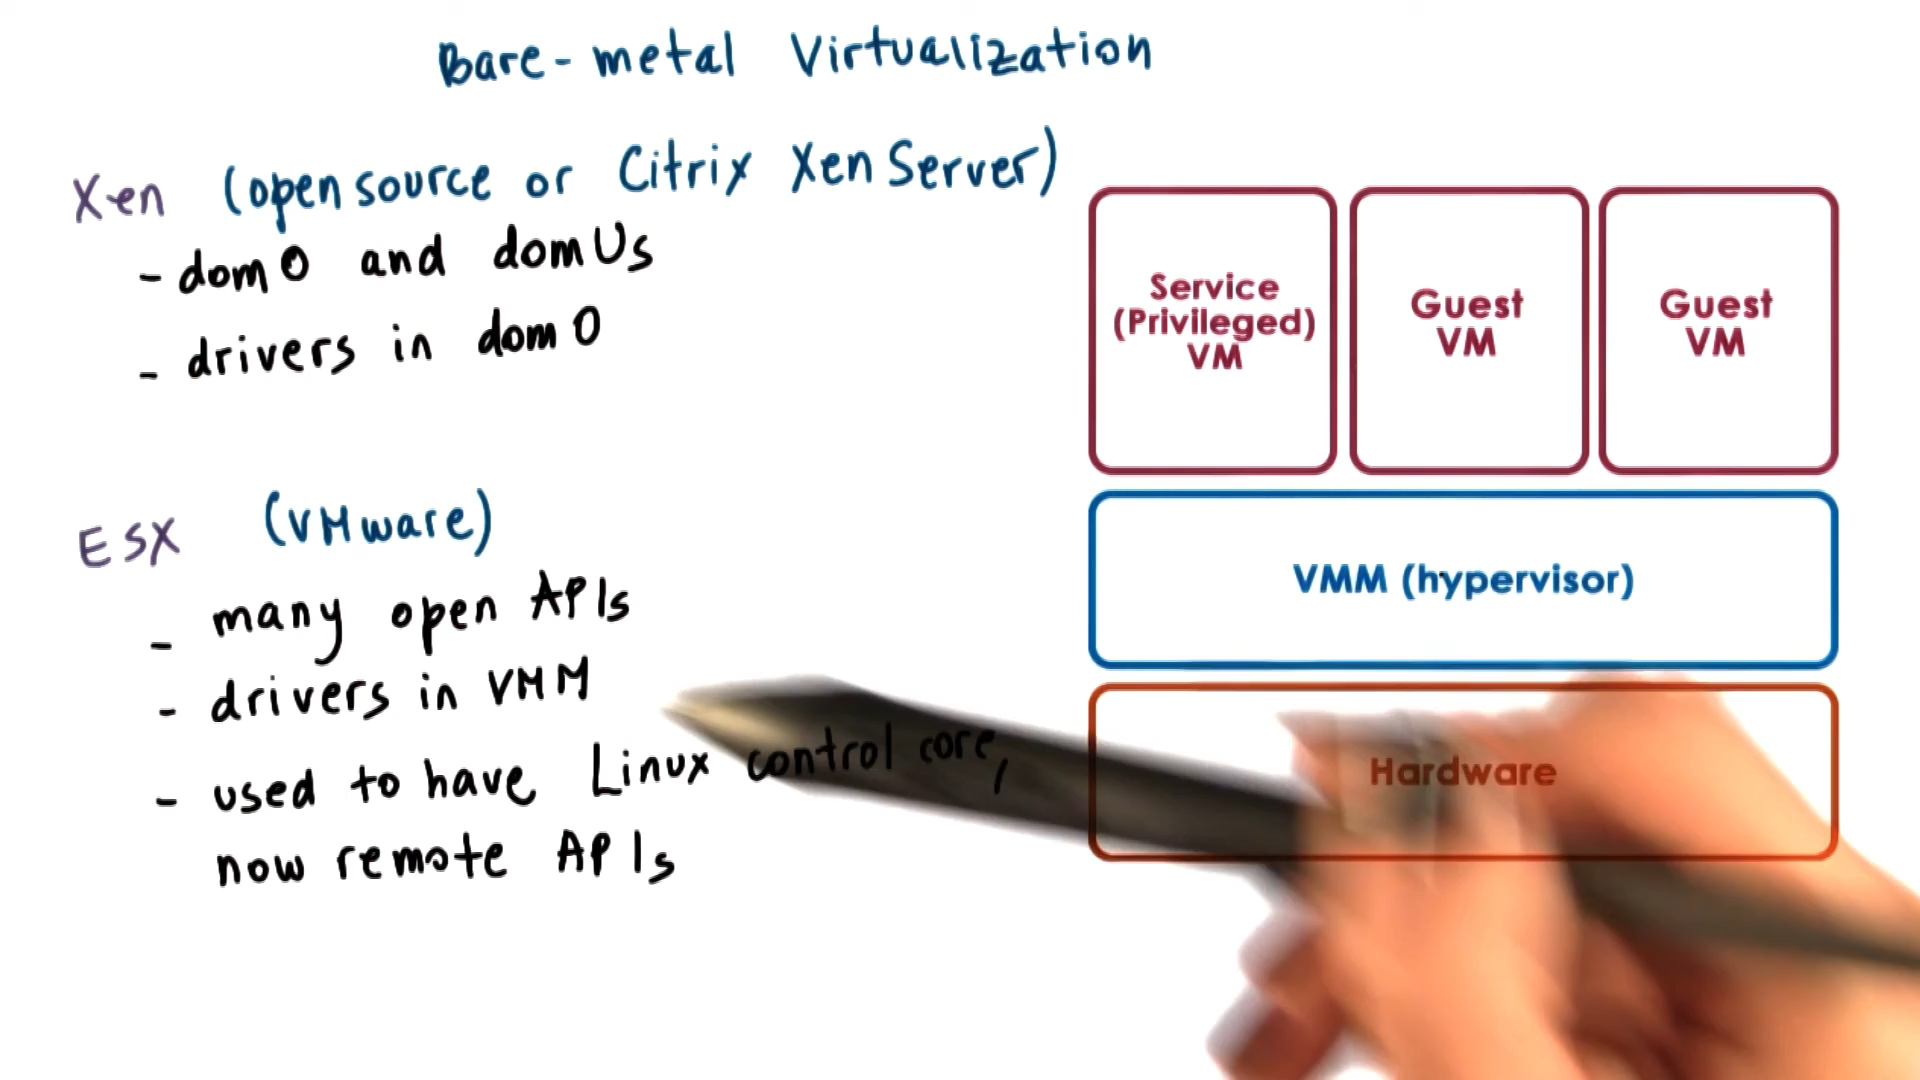 Bare-metal Virtualization
Xen (open source or Citrix XenServer)
- dom0 and domUs
- drivers in dom0
ESX (VMware)
- many open APIs
- drivers in VMM
- used to have Linux control core,
now remote APIs
Service
(Privileged)
VM
Guest
VM
Guest
VM
VMM (hypervisor)
Hardware